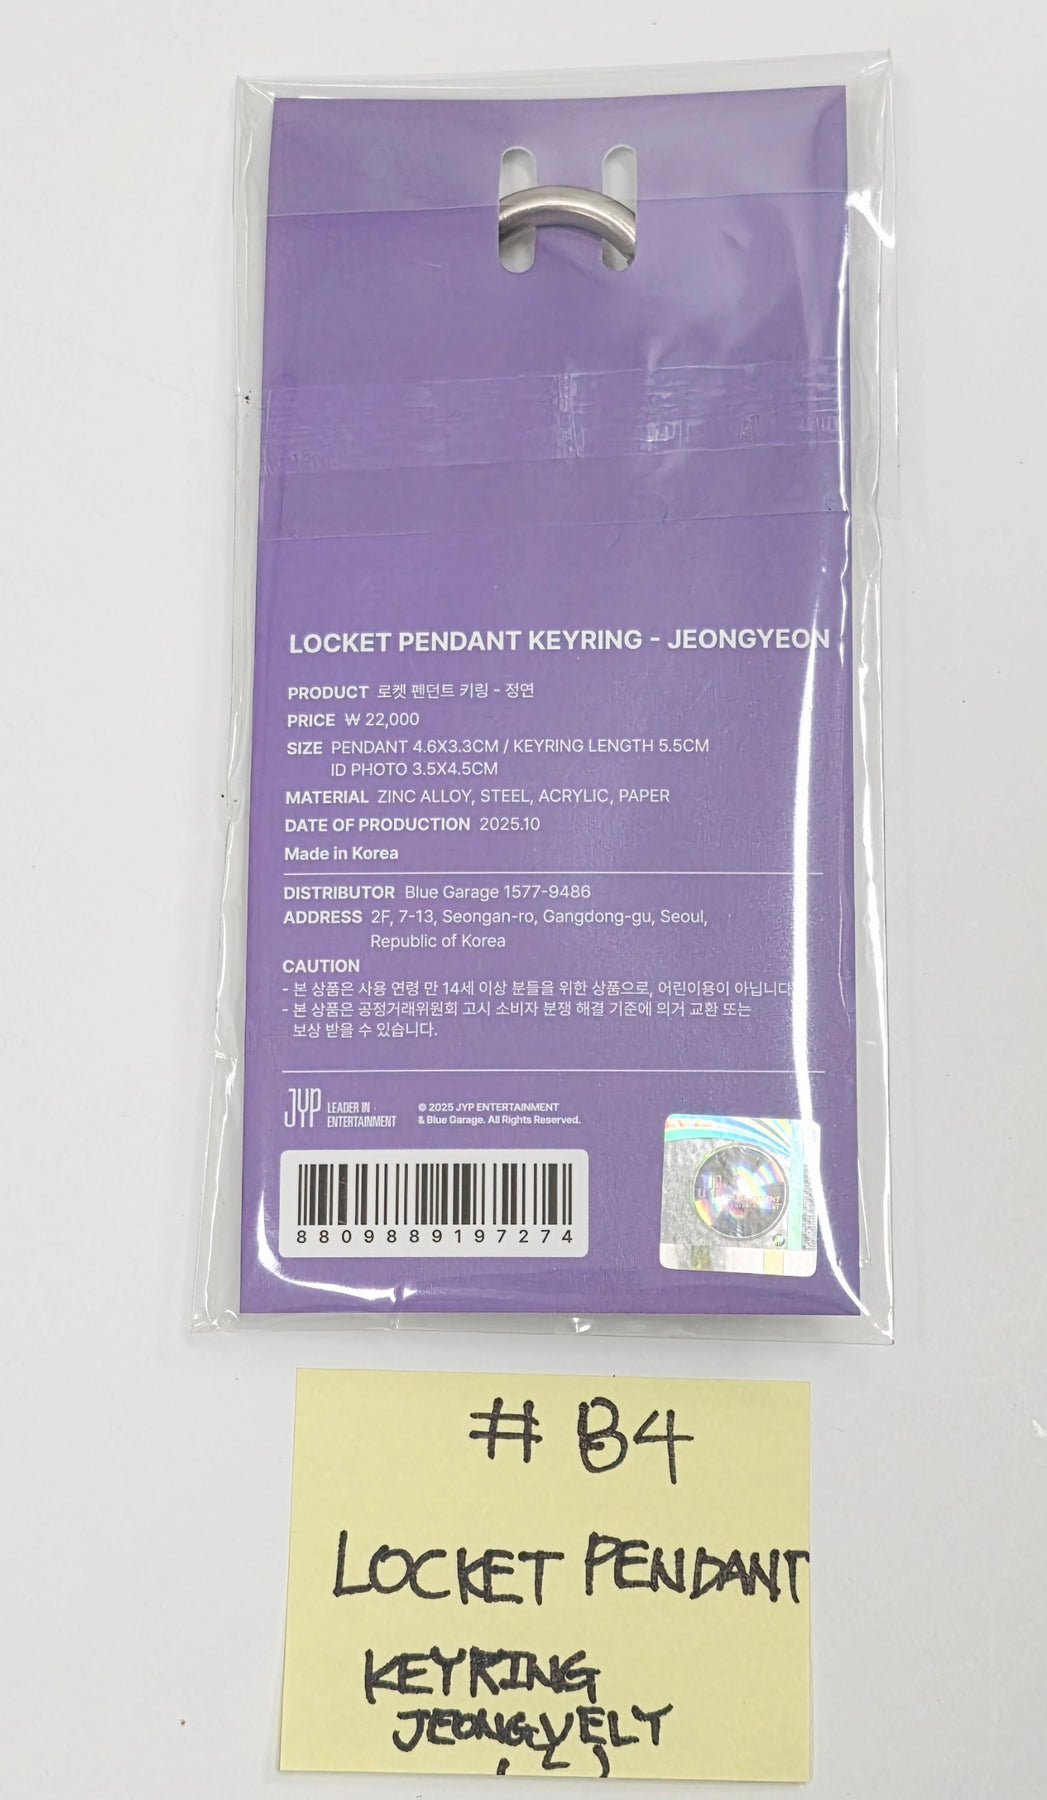 LOCKET PENDANT KEYRING - JEONGYEON
PRODUCT 로켓 펜던트 키링 - 정연
PRICE ₩ 22,000
SIZE PENDANT 4.6X3.3CM / KEYRING LENGTH 5.5CM
ID PHOTO 3.5X4.5CM
MATERIAL ZINC ALLOY, STEEL, ACRYLIC, PAPER
DATE OF PRODUCTION 2025.10
Made in Korea
DISTRIBUTOR Blue Garage 1577-9486
ADDRESS 2F, 7-13, Seongan-ro, Gangdong-gu, Seoul,
Republic of Korea
CAUTION
- 본 상품은 사용 연령 만 14세 이상 분들을 위한 상품으로, 어린이용이 아닙니다.
- 본 상품은 공정거래위원회 고시 소비자 분쟁 해결 기준에 의거 교환 또는
보상 받을 수 있습니다.
JYP LEADER IN
ENTERTAINMENT
© 2025 JYP ENTERTAINMENT
& Blue Garage. All Rights Reserved.
8809889197274
# B4
LOCKET PENDANT
KEYRING
JEONGVELY